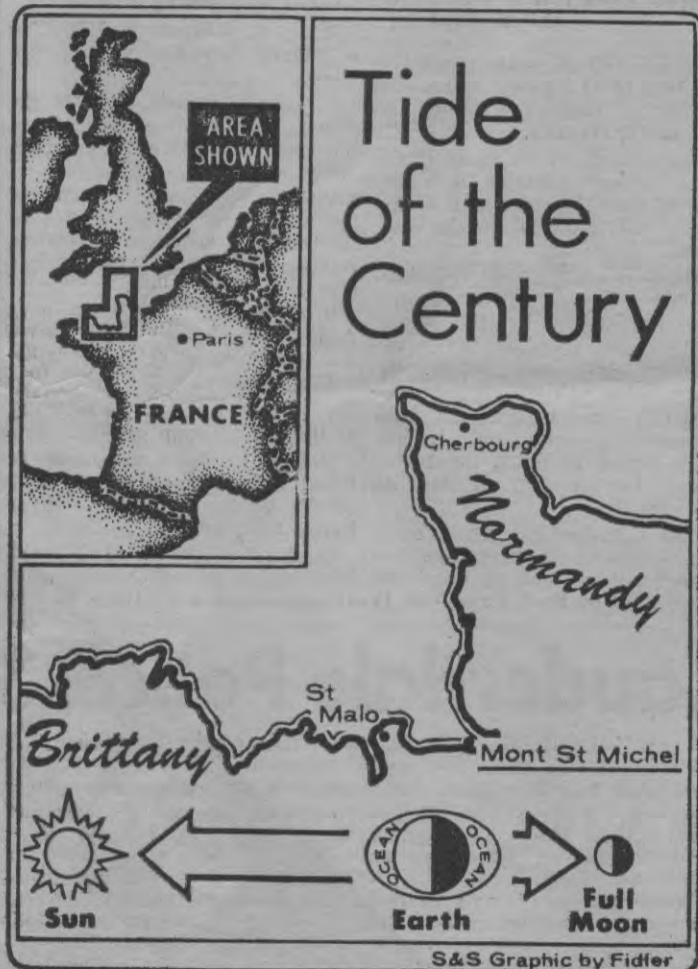 AREA
SHOWN
Paris
FRANCE
Tide
of the
Century
Cherbourg
Normandy
St
Malo
Brittany
Mont St Michel
OCEAN
OCEAN
Sun
Earth
Full
Moon
S&S Graphic by Fidler